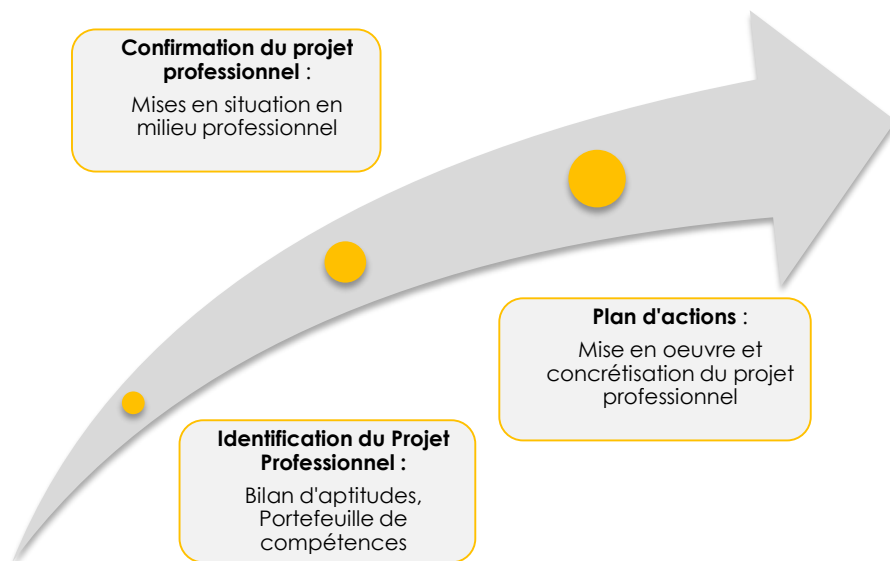 Confirmation du projet
professionnel :
Mises en situation en
milieu professionnel
Plan d'actions :
Mise en oeuvre et
concrétisation du projet
professionnel
Identification du Projet
Professionnel :
Bilan d'aptitudes,
Portefeuille de
compétences